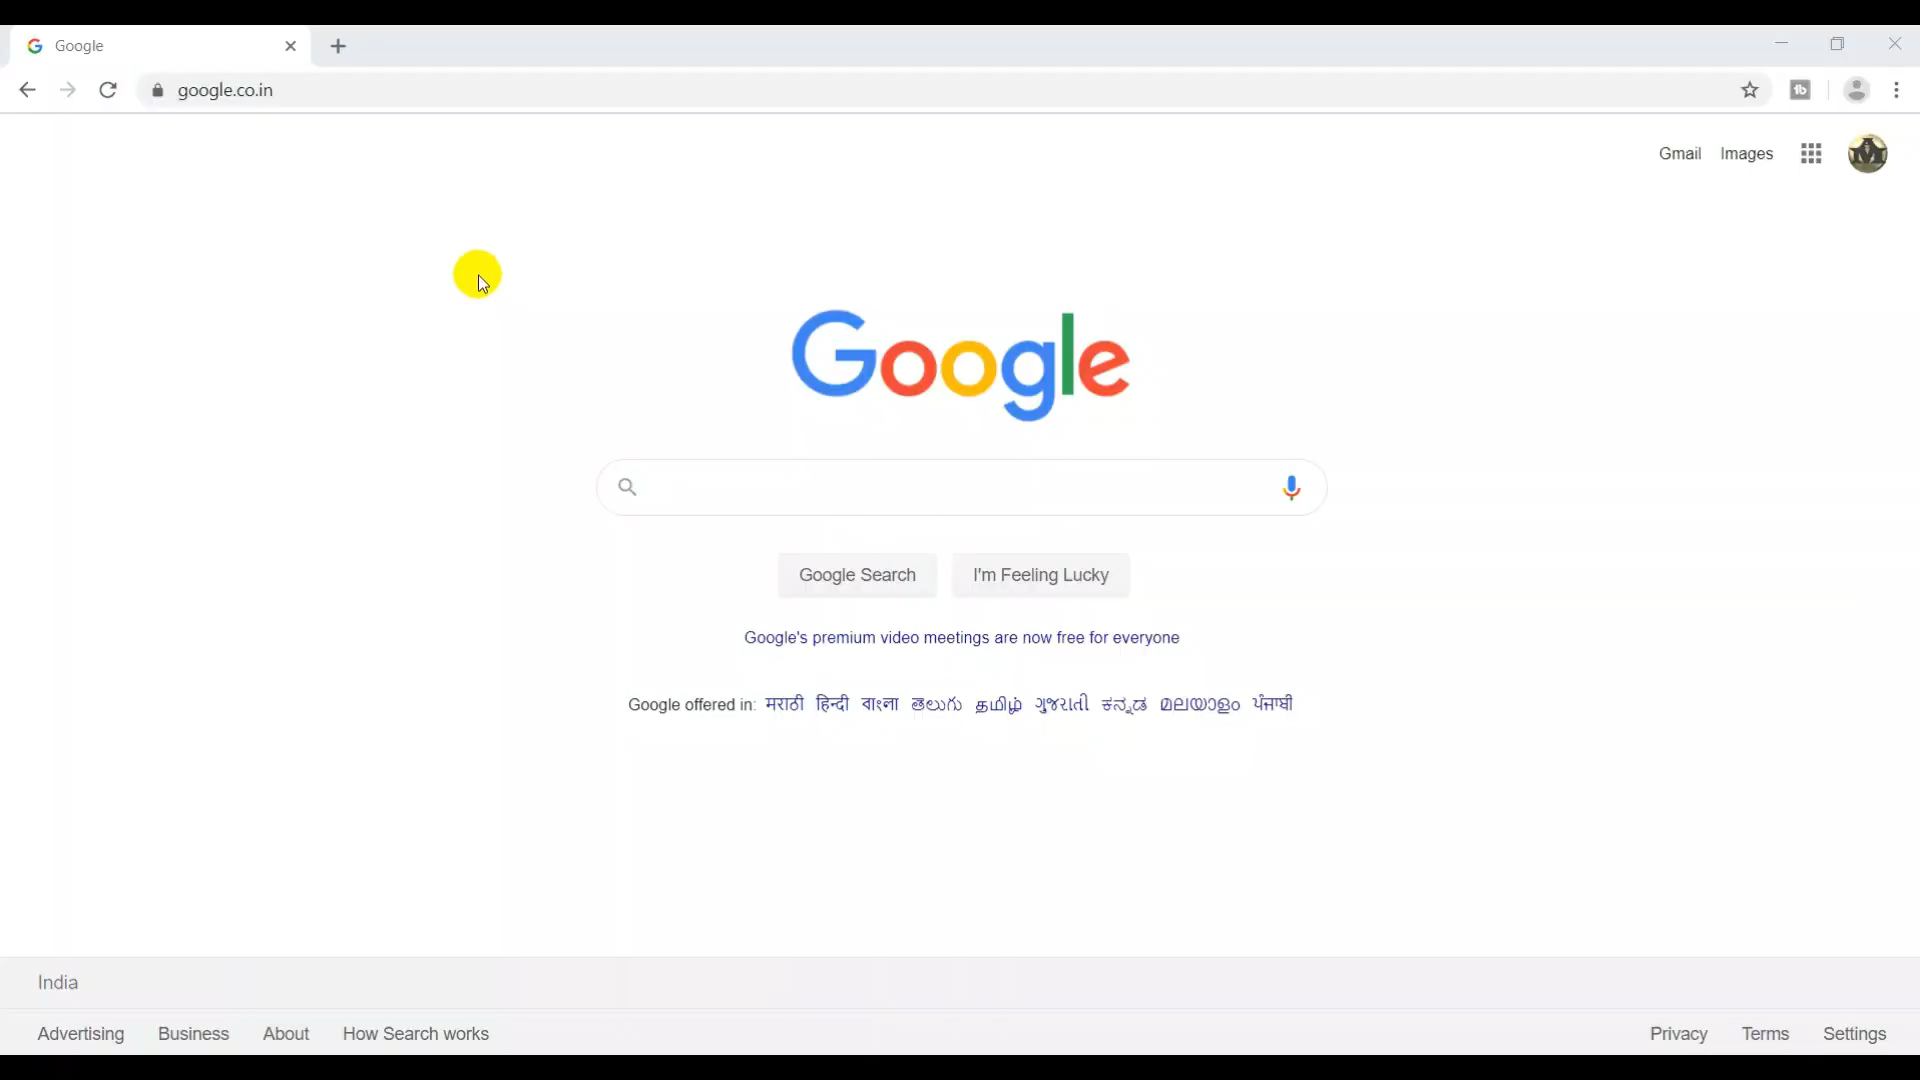 Google
google.co.in
Gmail Images
Google
Google Search I'm Feeling Lucky
Google's premium video meetings are now free for everyone
Google offered in: मराठी हिन्दी বাংলা తెలుగు தமிழ் ગુજરાતી ಕನ್ನಡ മലയാളം ਪੰਜਾਬੀ
India
Advertising Business About How Search works Privacy Terms Settings